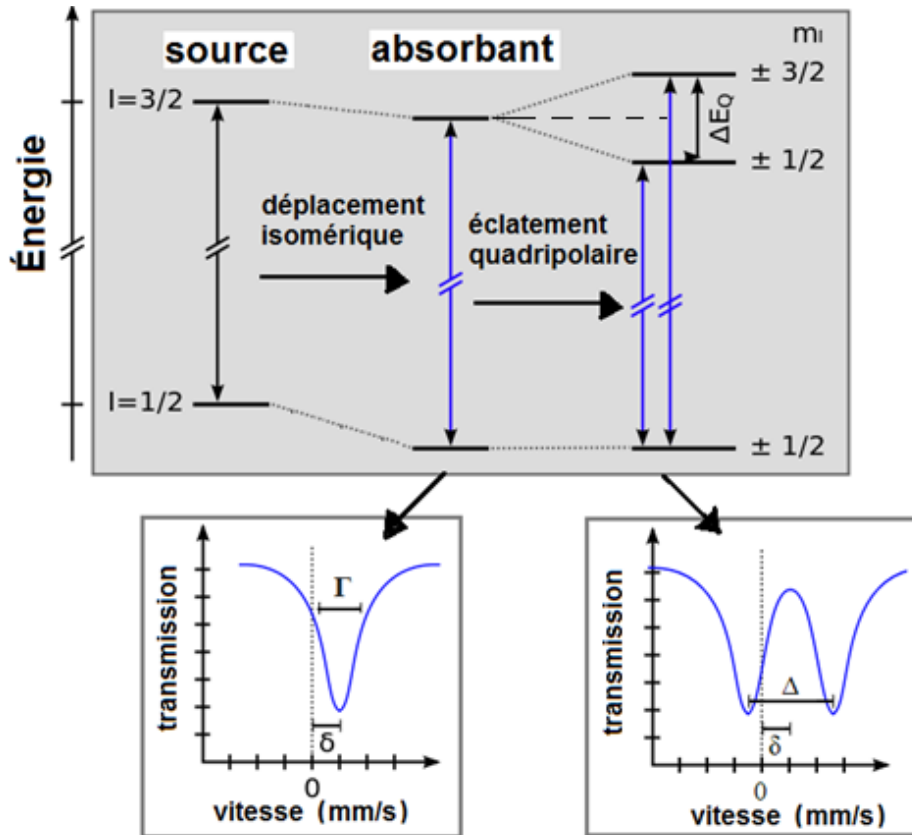 source
absorbant
mI
± 3/2
I=3/2
ΔEQ
± 1/2
Énergie
déplacement
isomérique
éclatement
quadripolaire
I=1/2
± 1/2
transmission
Γ
δ
0
vitesse (mm/s)
transmission
Δ
δ
0
vitesse (mm/s)